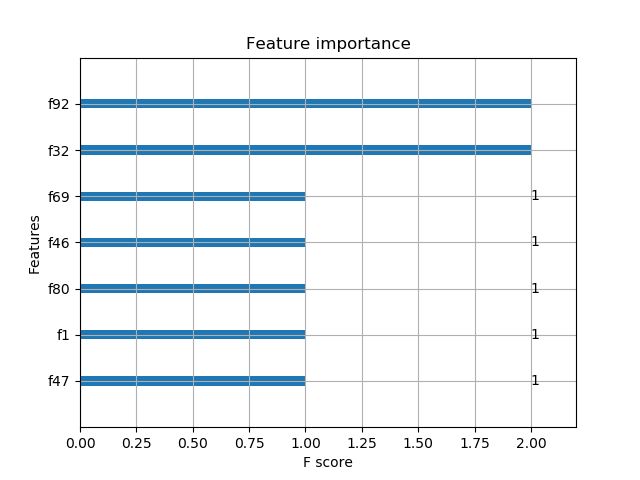 Feature importance
Features
f92
f32
f69 1
f46 1
f80 1
f1 1
f47 1
0.00 0.25 0.50 0.75 1.00 1.25 1.50 1.75 2.00
F score